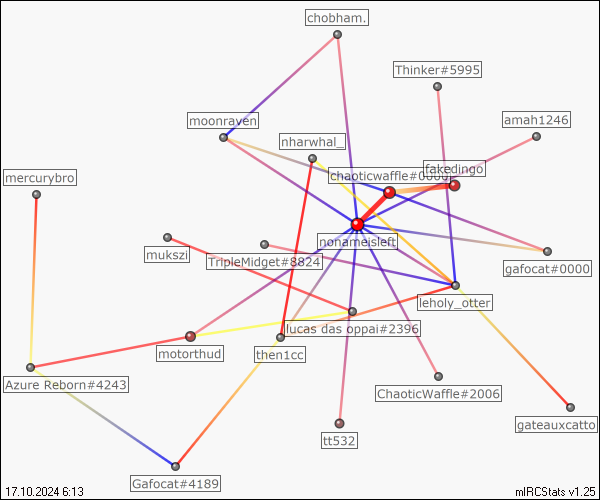 chobham.
Thinker#5995
moonraven
amah1246
nharwhal_
fakedingo
chaoticwaffle#0000
mercurybro
nonameisleft
mukszi
TripleMidget#8824
gafocat#0000
leholy_otter
lucas das oppai#2396
motorthud
then1cc
Azure Reborn#4243
ChaoticWaffle#2006
gateauxcatto
tt532
Gafocat#4189
17.10.2024 6:13
mIRCStats v1.25